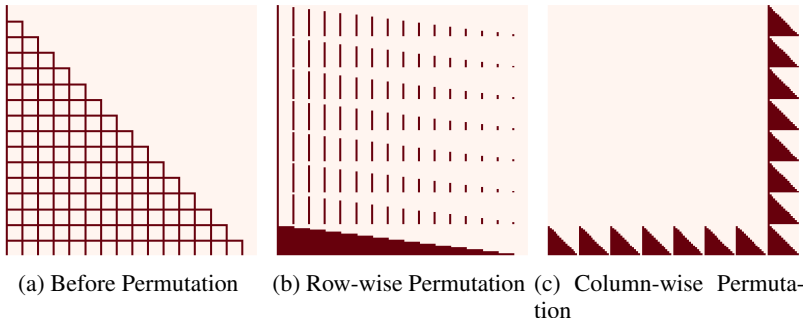 (a) Before Permutation
(b) Row-wise Permutation
(c) Column-wise Permuta-
tion